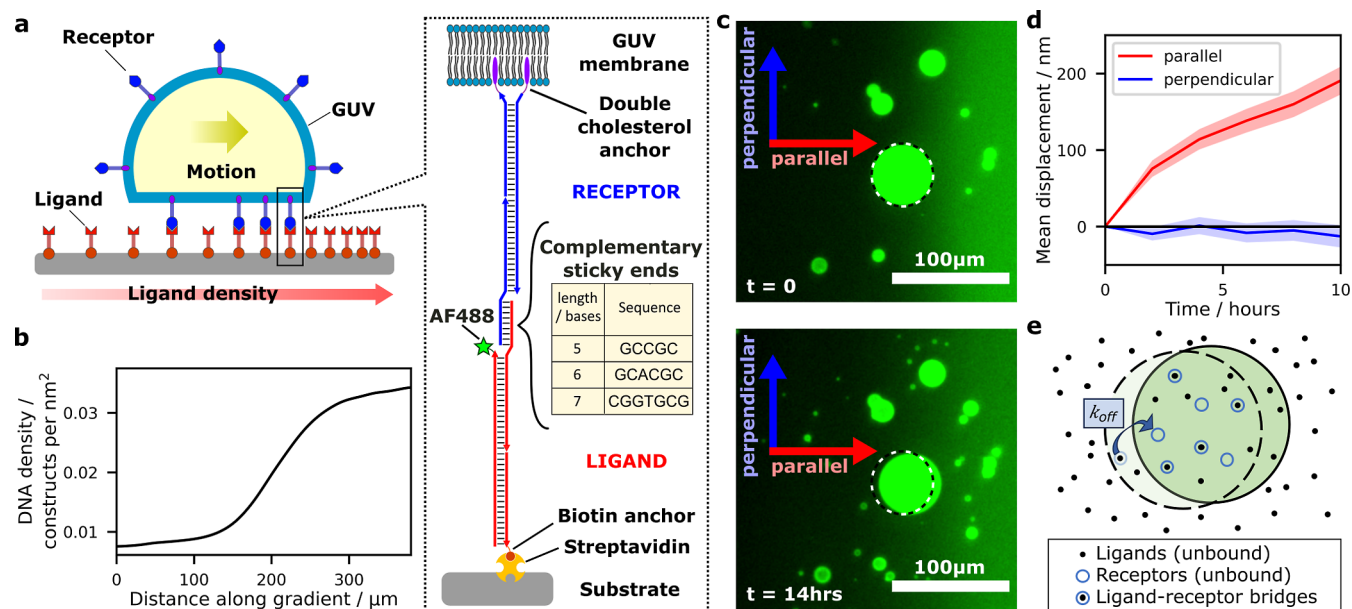 a
Receptor
GUV
Motion
Ligand
Ligand density
GUV
membrane
Double
cholesterol
anchor
RECEPTOR
Complementary
sticky ends
length
/ bases
Sequence
5
GCCGC
6
GCACGC
7
CGGTGCG
AF488
LIGAND
Biotin anchor
Streptavidin
Substrate
b
DNA density /
constructs per nm²
0.03
0.02
0.01
0
100
200
300
Distance along gradient / μm
c
perpendicular
parallel
100μm
t = 0
perpendicular
parallel
100μm
t = 14hrs
d
Mean displacement / nm
200
100
0
parallel
perpendicular
0
5
10
Time / hours
e
k_off
Ligands (unbound)
Receptors (unbound)
Ligand-receptor bridges